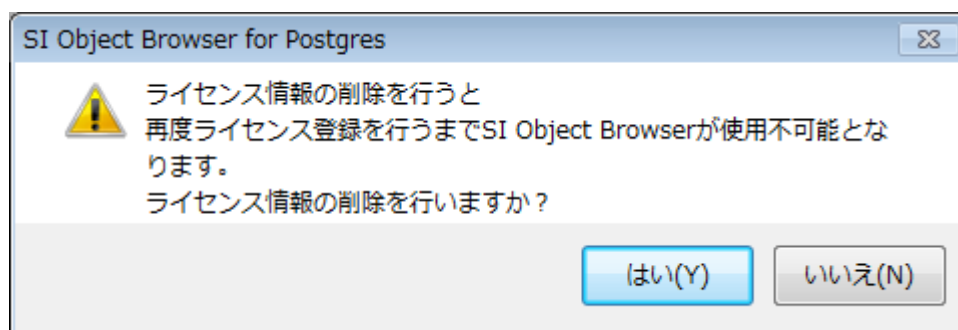 SI Object Browser for Postgres
ライセンス情報の削除を行うと
再度ライセンス登録を行うまでSI Object Browserが使用不可能とな
ります。
ライセンス情報の削除を行いますか？
はい(Y) いいえ(N)